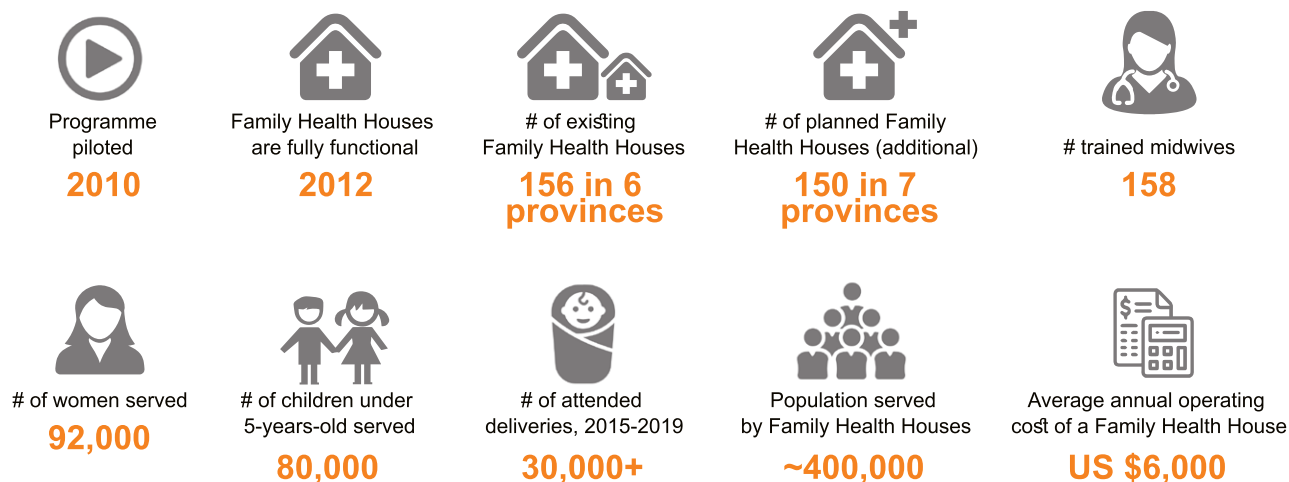 Programme
piloted
2010
Family Health Houses
are fully functional
2012
# of existing
Family Health Houses
156 in 6
provinces
# of planned Family
Health Houses (additional)
150 in 7
provinces
# trained midwives
158
# of women served
92,000
# of children under
5-years-old served
80,000
# of attended
deliveries, 2015-2019
30,000+
Population served
by Family Health Houses
~400,000
Average annual operating
cost of a Family Health House
US $6,000